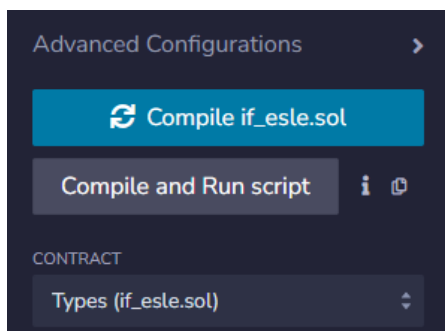 Advanced Configurations
Compile if_esle.sol
Compile and Run script
CONTRACT
Types (if_esle.sol)